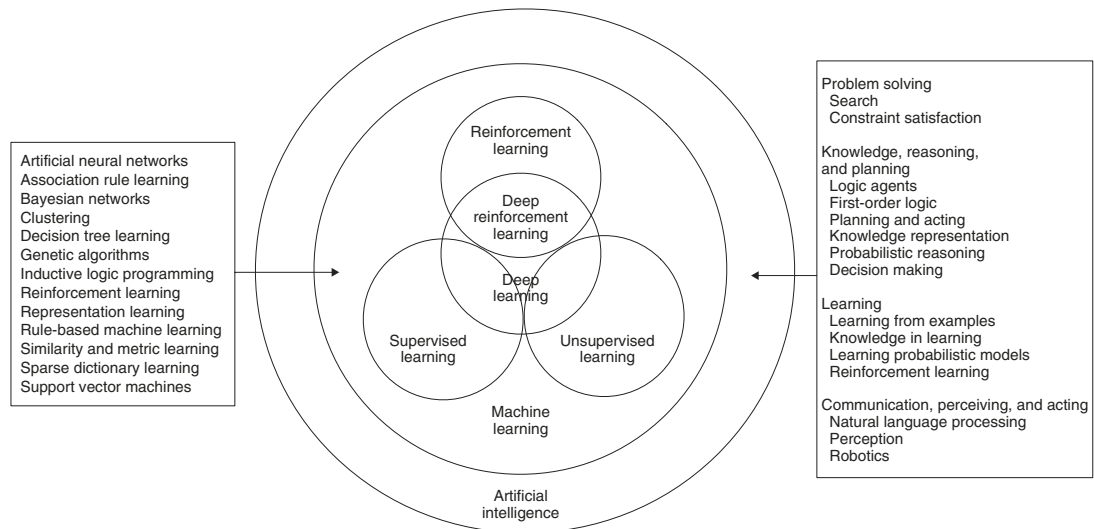 Artificial neural networks
Association rule learning
Bayesian networks
Clustering
Decision tree learning
Genetic algorithms
Inductive logic programming
Reinforcement learning
Representation learning
Rule-based machine learning
Similarity and metric learning
Sparse dictionary learning
Support vector machines
Reinforcement
learning
Deep
reinforcement
learning
Deep
learning
Supervised
learning
Unsupervised
learning
Machine
learning
Artificial
intelligence
Problem solving
Search
Constraint satisfaction
Knowledge, reasoning,
and planning
Logic agents
First-order logic
Planning and acting
Knowledge representation
Probabilistic reasoning
Decision making
Learning
Learning from examples
Knowledge in learning
Learning probabilistic models
Reinforcement learning
Communication, perceiving, and acting
Natural language processing
Perception
Robotics